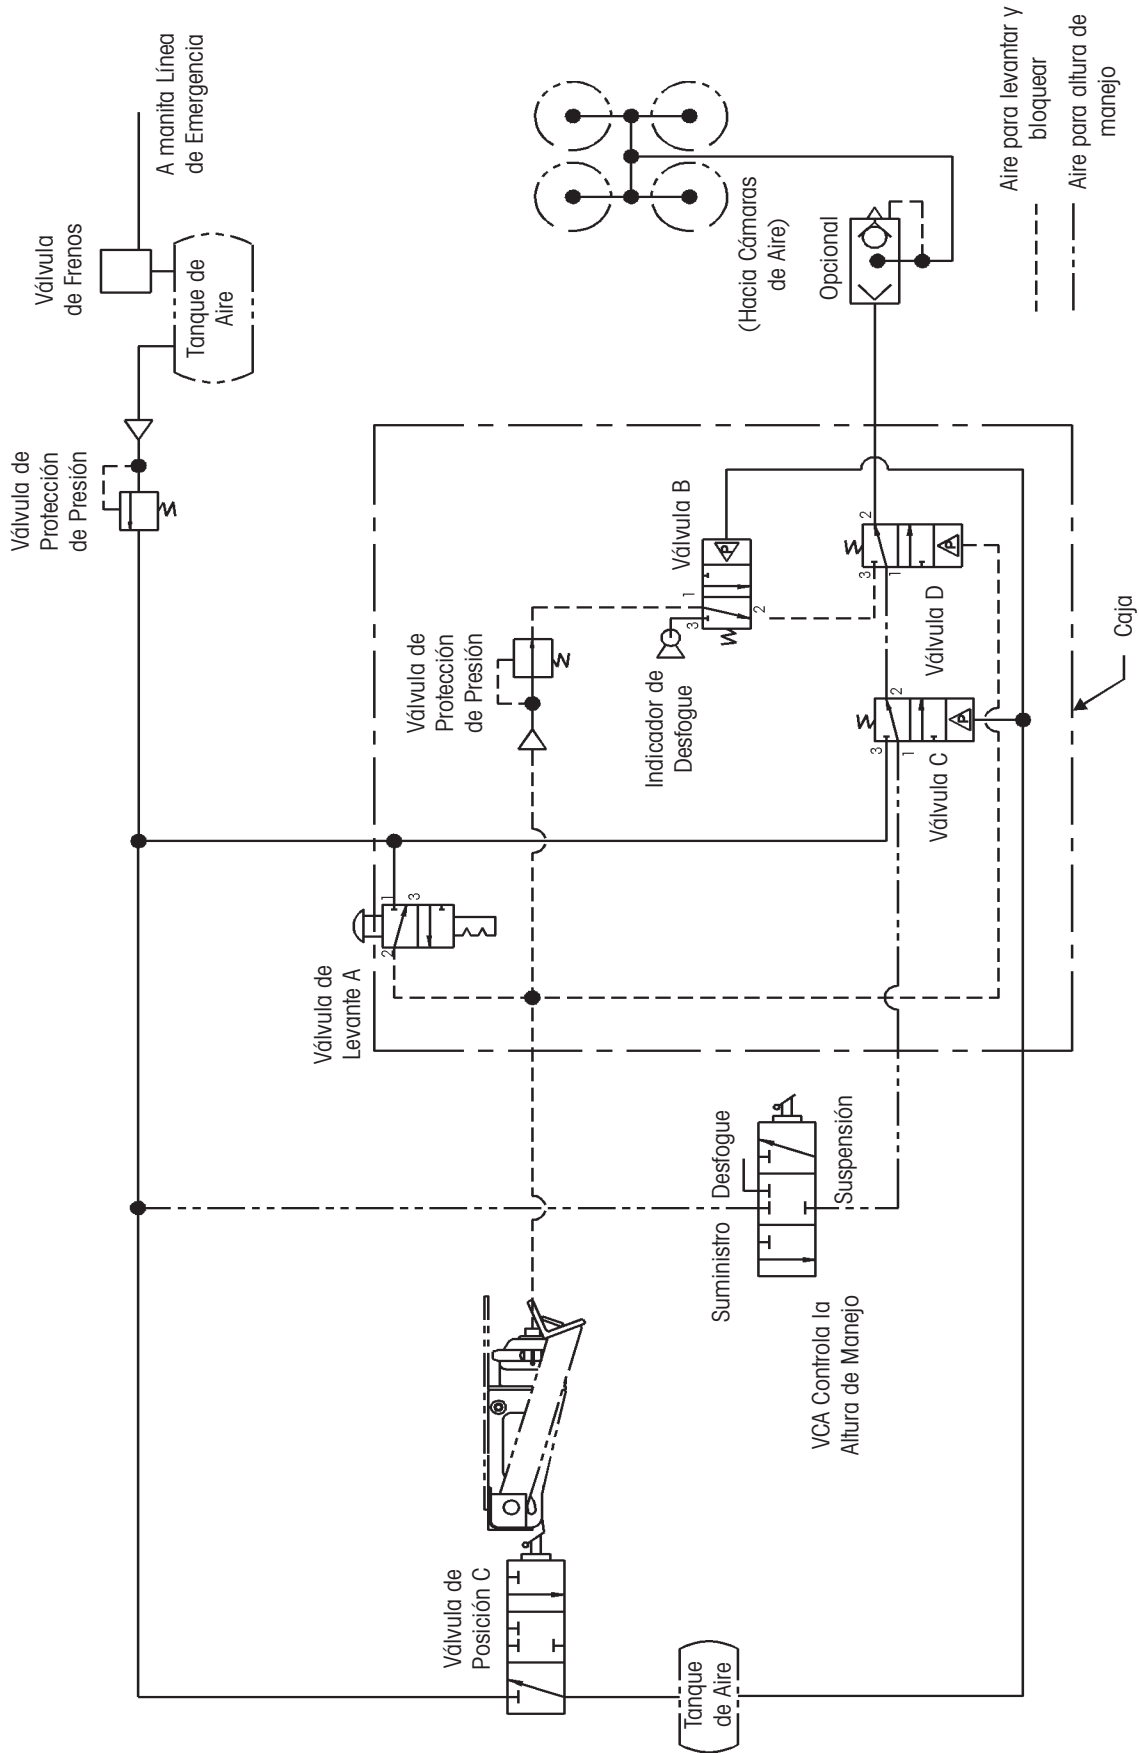 A manita Línea
de Emergencia
Válvula
de Frenos
Tanque de
Aire
Válvula de
Protección
de Presión
(Hacia Cámaras
de Aire)
Opcional
Aire para levantar y
bloquear
Aire para altura de
manejo
Válvula de
Protección
de Presión
Válvula B
1
2
3
Indicador de
Desfogue
2
3
1
Válvula D
2
3
1
Válvula C
Caja
1
3
2
Válvula de
Levante A
Suministro
Desfogue
Suspensión
VCA Controla la
Altura de Manejo
Válvula de
Posición C
Tanque
de Aire
P
P
P